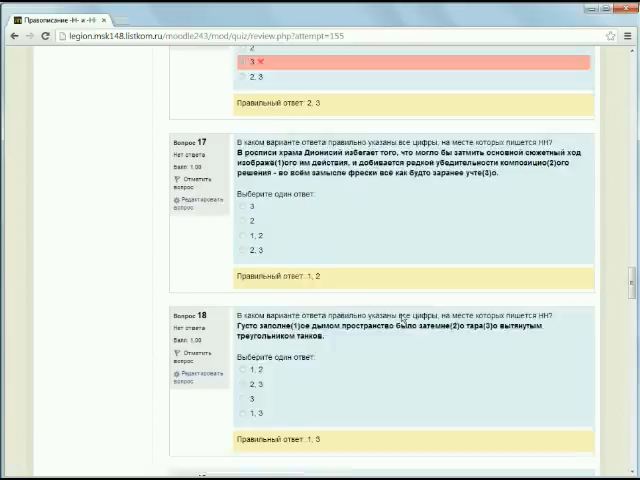 Правописание -Н- и -Н
legion.msk148.listkom.ru/moodle243/mod/quiz/review.php?attempt=155
2
3
2, 3
Правильный ответ: 2, 3
Вопрос 17
Нет ответа
Балл: 1,00
Отметить вопрос
Редактировать вопрос
В каком варианте ответа правильно указаны все цифры, на месте которых пишется НН?
В росписи храма Дионисий избегает того, что могло бы затмить основной сюжетный ход
изображё(1)ого им действия, и добивается редкой убедительности композицио(2)ого
решения - во всём замысле фрески всё как будто заранее учте(3)о.
Выберите один ответ:
3
2
1, 2
2, 3
Правильный ответ: 1, 2
Вопрос 18
Нет ответа
Балл: 1,00
Отметить вопрос
Редактировать вопрос
В каком варианте ответа правильно указаны все цифры, на месте которых пишется НН?
Густо заполне(1)ое дымом пространство было затемне(2)о тара(3)о вытянутым
треугольником танков.
Выберите один ответ:
1, 2
2, 3
3
1, 3
Правильный ответ: 1, 3